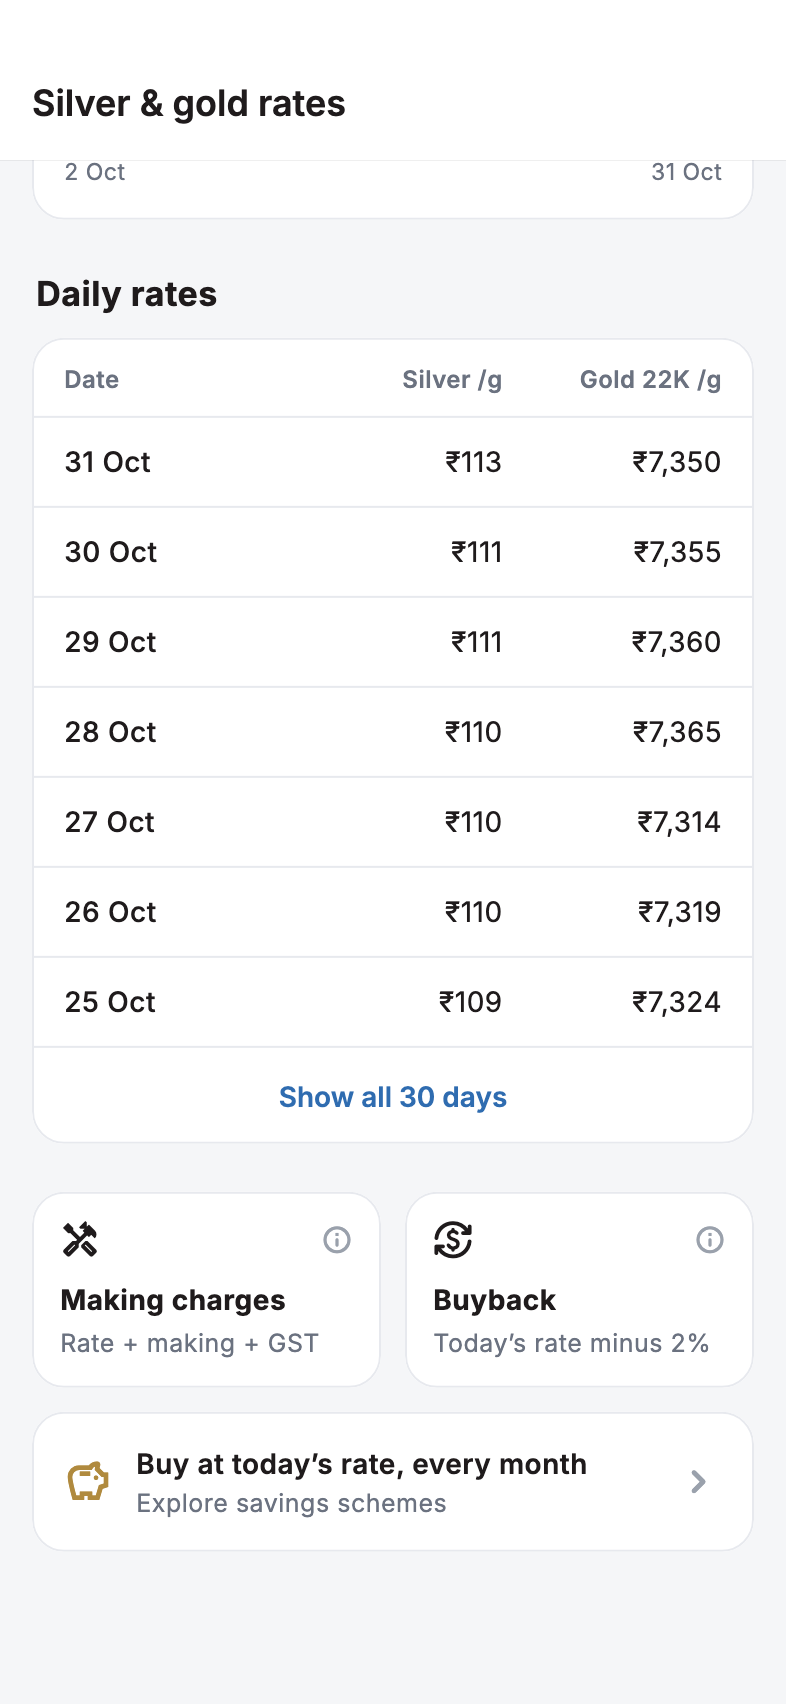 Silver & gold rates
2 Oct 31 Oct
Daily rates
Date Silver /g Gold 22K /g
31 Oct ₹113 ₹7,350
30 Oct ₹111 ₹7,355
29 Oct ₹111 ₹7,360
28 Oct ₹110 ₹7,365
27 Oct ₹110 ₹7,314
26 Oct ₹110 ₹7,319
25 Oct ₹109 ₹7,324
Show all 30 days
Making charges
Rate + making + GST
Buyback
Today’s rate minus 2%
Buy at today’s rate, every month
Explore savings schemes